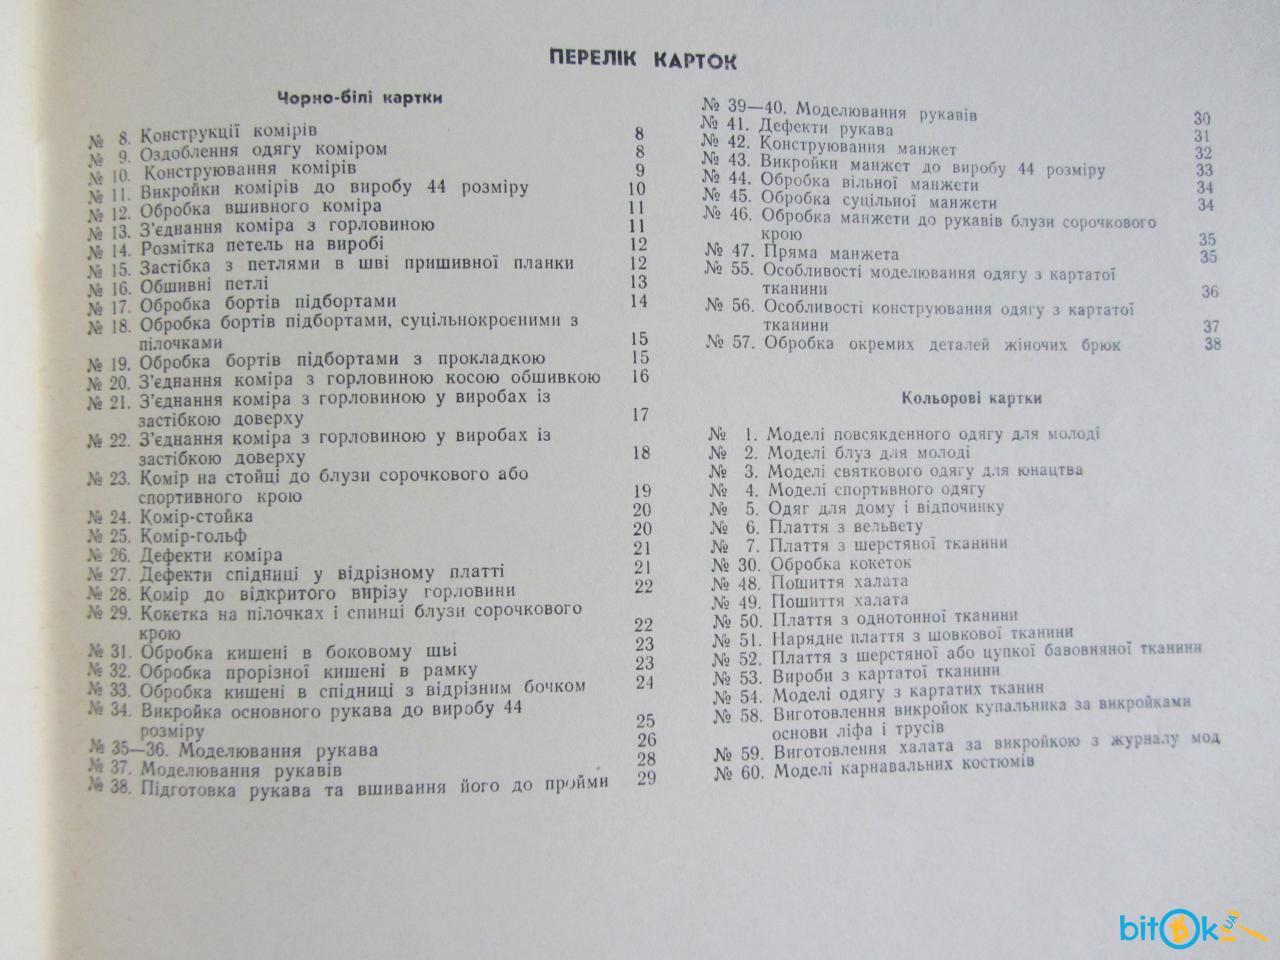 ПЕРЕЛІК КАРТОК
Чорно-білі картки
№ 8. Конструкції комірів 8
№ 9. Оздоблення одягу коміром 8
№ 10. Конструювання комірів 9
№ 11. Викройки комірів до виробу 44 розміру 10
№ 12. Обробка вшивного коміра 11
№ 13. З'єднання коміра з горловиною 11
№ 14. Розмітка петель на виробі 12
№ 15. Застібка з петлями в шві пришивної планки 12
№ 16. Обшивні петлі 13
№ 17. Обробка бортів підбортами 14
№ 18. Обробка бортів підбортами, суцільнокроєними з
пілочками 15
№ 19. Обробка бортів підбортами з прокладкою 15
№ 20. З'єднання коміра з горловиною косою обшивкою 16
№ 21. З'єднання коміра з горловиною у виробах із
застібкою доверху 17
№ 22. З'єднання коміра з горловиною у виробах із
застібкою доверху 18
№ 23. Комір на стойці до блузи сорочкового або
спортивного крою 19
№ 24. Комір-стойка 20
№ 25. Комір-гольф 20
№ 26. Дефекти коміра 21
№ 27. Дефекти спідниці у відрізному платті 21
№ 28. Комір до відкритого вирізу горловини 22
№ 29. Кокетка на пілочках і спинці блузи сорочкового
крою 22
№ 31. Обробка кишені в боковому шві 23
№ 32. Обробка прорізної кишені в рамку 23
№ 33. Обробка кишені в спідниці з відрізним бочком 24
№ 34. Викройка основного рукава до виробу 44
розміру 25
№ 35—36. Моделювання рукава 26
№ 37. Моделювання рукавів 28
№ 38. Підготовка рукава та вшивання його до пройми 29
№ 39—40. Моделювання рукавів 30
№ 41. Дефекти рукава 31
№ 42. Конструювання манжет 32
№ 43. Викройки манжет до виробу 44 розміру 33
№ 44. Обробка вільної манжети 34
№ 45. Обробка суцільної манжети 34
№ 46. Обробка манжети до рукавів блузи сорочкового
крою 35
№ 47. Пряма манжета 35
№ 55. Особливості моделювання одягу з картатої
тканини 36
№ 56. Особливості конструювання одягу з картатої
тканини 37
№ 57. Обробка окремих деталей жіночих брюк 38
Кольорові картки
№ 1. Моделі повсякденного одягу для молоді
№ 2. Моделі блуз для молоді
№ 3. Моделі святкового одягу для юнацтва
№ 4. Моделі спортивного одягу
№ 5. Одяг для дому і відпочинку
№ 6. Плаття з вельвету
№ 7. Плаття з шерстяної тканини
№ 30. Обробка кокеток
№ 48. Пошиття халата
№ 49. Пошиття халата
№ 50. Плаття з однотонної тканини
№ 51. Нарядне плаття з шовкової тканини
№ 52. Плаття з шерстяної або цупкої бавовняної тканини
№ 53. Вироби з картатої тканини
№ 54. Моделі одягу з картатих тканин
№ 58. Виготовлення викройок купальника за викройками
основи ліфа і трусів
№ 59. Виготовлення халата за викройкою з журналу мод
№ 60. Моделі карнавальних костюмів
bitOk UA